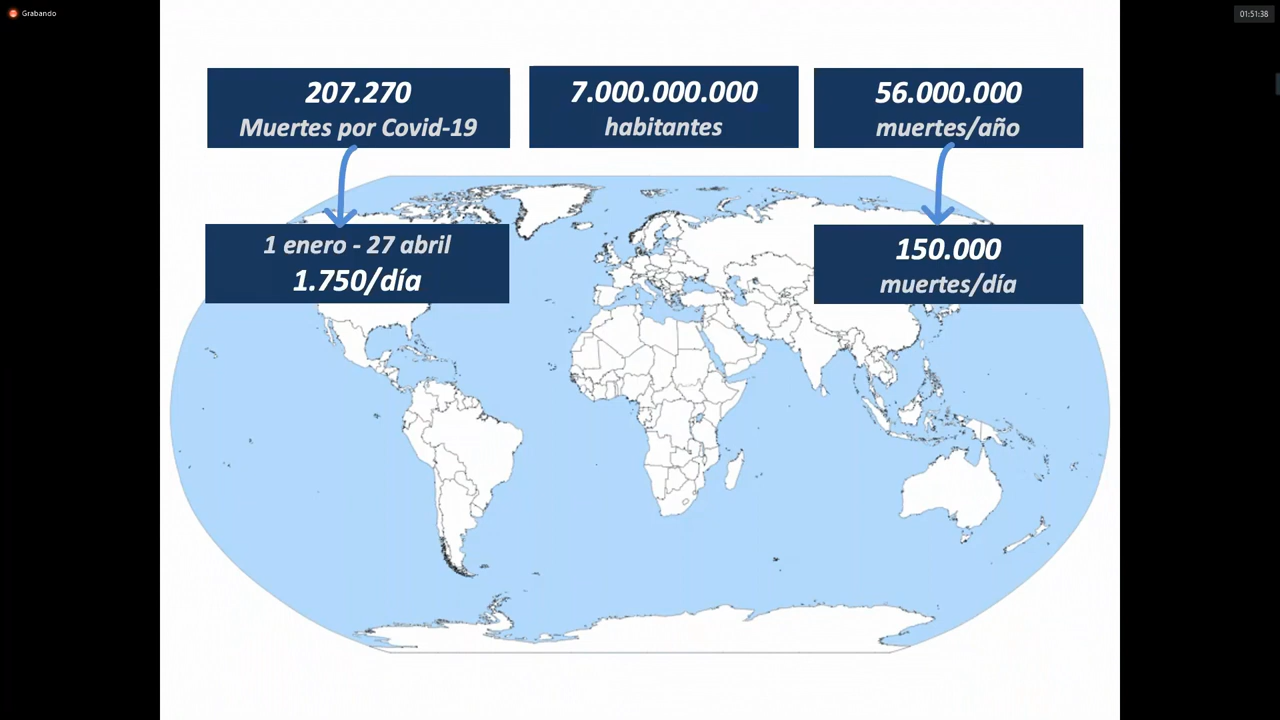 Grabando
01:51:38
207.270
Muertes por Covid-19
7.000.000.000
habitantes
56.000.000
muertes/año
1 enero - 27 abril
1.750/día
150.000
muertes/día